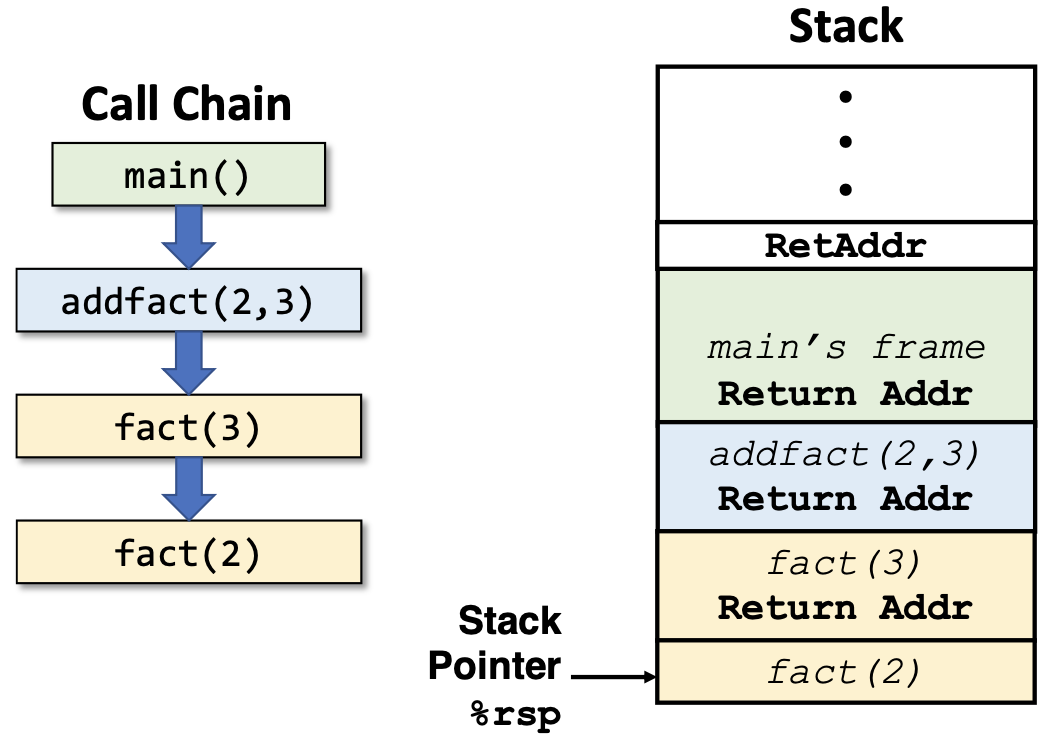 Call Chain
main()
addfact(2,3)
fact(3)
fact(2)
Stack
•
•
•
RetAddr
main’s frame
Return Addr
addfact(2,3)
Return Addr
fact(3)
Return Addr
fact(2)
Stack
Pointer
%rsp